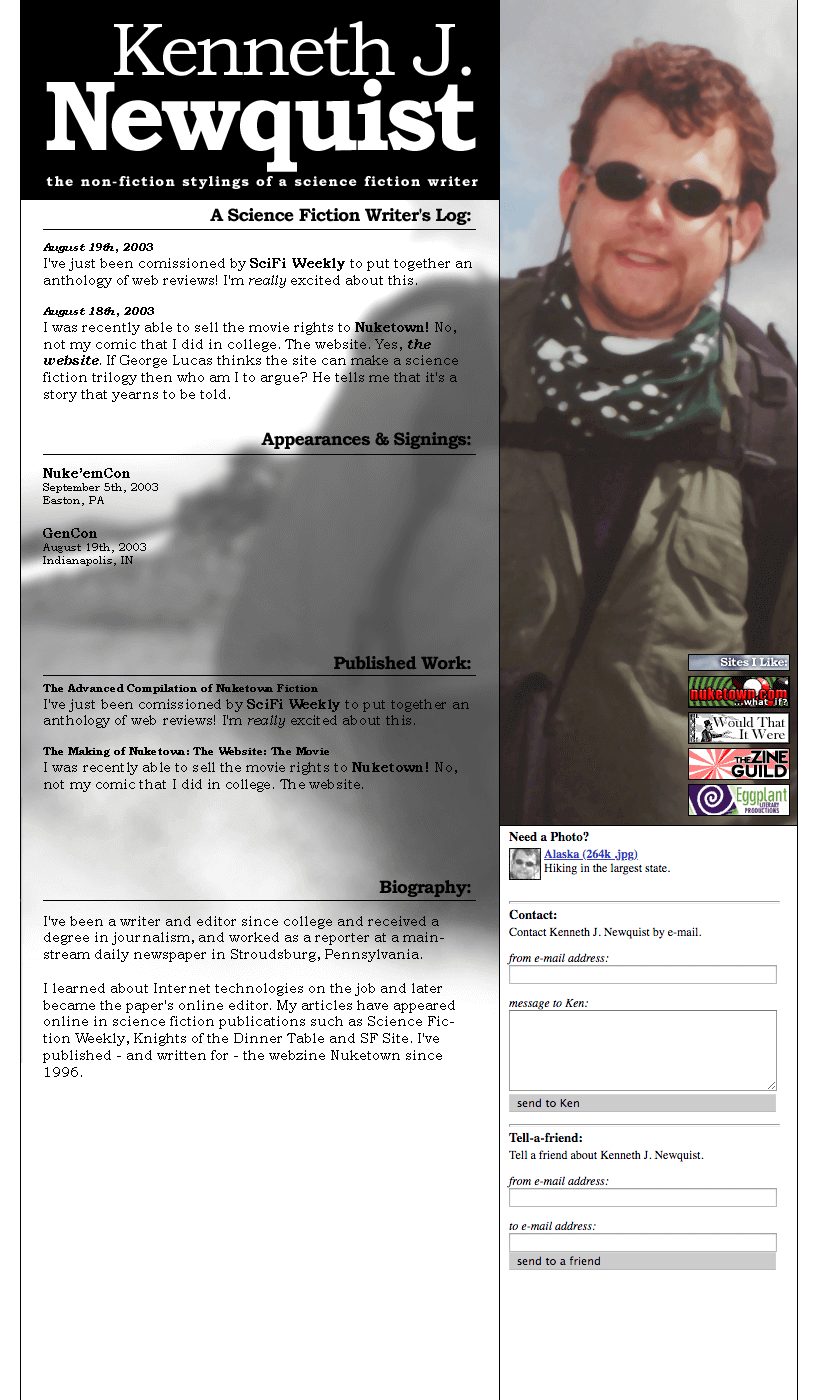 Kenneth J.
Newquist
the non-fiction stylings of a science fiction writer
A Science Fiction Writer's Log:
August 19th, 2003
I've just been comissioned by SciFi Weekly to put together an
anthology of web reviews! I'm really excited about this.
August 18th, 2003
I was recently able to sell the movie rights to Nuketown! No,
not my comic that I did in college. The website. Yes, the
website. If George Lucas thinks the site can make a science
fiction trilogy then who am I to argue? He tells me that it's a
story that yearns to be told.
Appearances & Signings:
Nuke'emCon
September 5th, 2003
Easton, PA
GenCon
August 19th, 2003
Indianapolis, IN
Published Work:
The Advanced Compilation of Nuketown Fiction
I've just been comissioned by SciFi Weekly to put together an
anthology of web reviews! I'm really excited about this.
The Making of Nuketown: The Website: The Movie
I was recently able to sell the movie rights to Nuketown! No,
not my comic that I did in college. The website.
Biography:
I've been a writer and editor since college and received a
degree in journalism, and worked as a reporter at a main-
stream daily newspaper in Stroudsburg, Pennsylvania.
I learned about Internet technologies on the job and later
became the paper's online editor. My articles have appeared
online in science fiction publications such as Science Fic-
tion Weekly, Knights of the Dinner Table and SF Site. I've
published - and written for - the webzine Nuketown since
1996.
Sites I Like:
nuketown.com
...what if?
Would That
It Were
THE ZINE
GUILD
Eggplant
LITERARY
PRODUCTIONS
Need a Photo?
Alaska (264k .jpg)
Hiking in the largest state.
Contact:
Contact Kenneth J. Newquist by e-mail.
from e-mail address:
message to Ken:
send to Ken
Tell-a-friend:
Tell a friend about Kenneth J. Newquist.
from e-mail address:
to e-mail address:
send to a friend